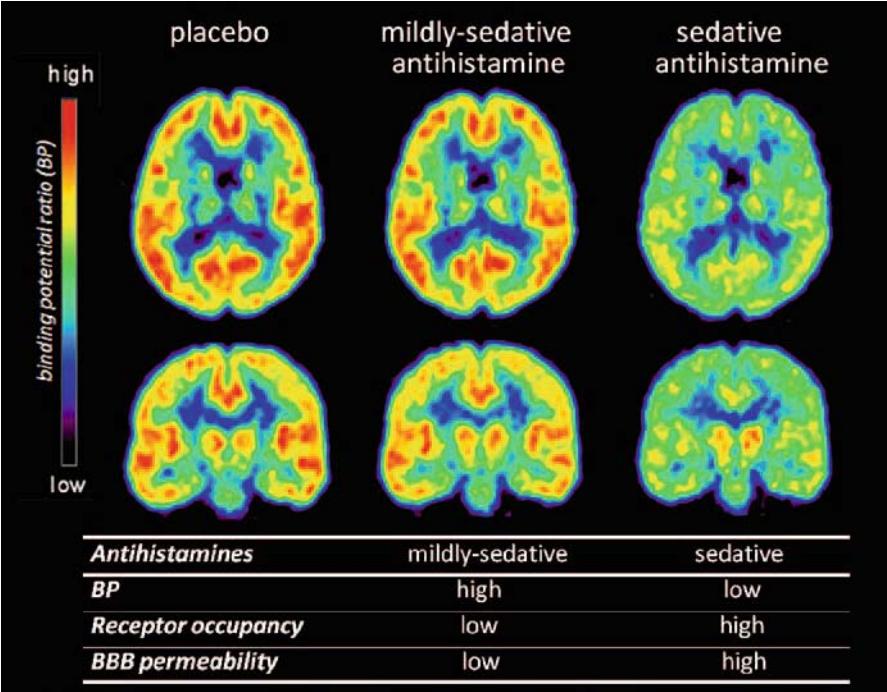 placebo
mildly-sedative
antihistamine
sedative
antihistamine
high
binding potential ratio (BP)
low
Antihistamines mildly-sedative sedative
BP high low
Receptor occupancy low high
BBB permeability low high